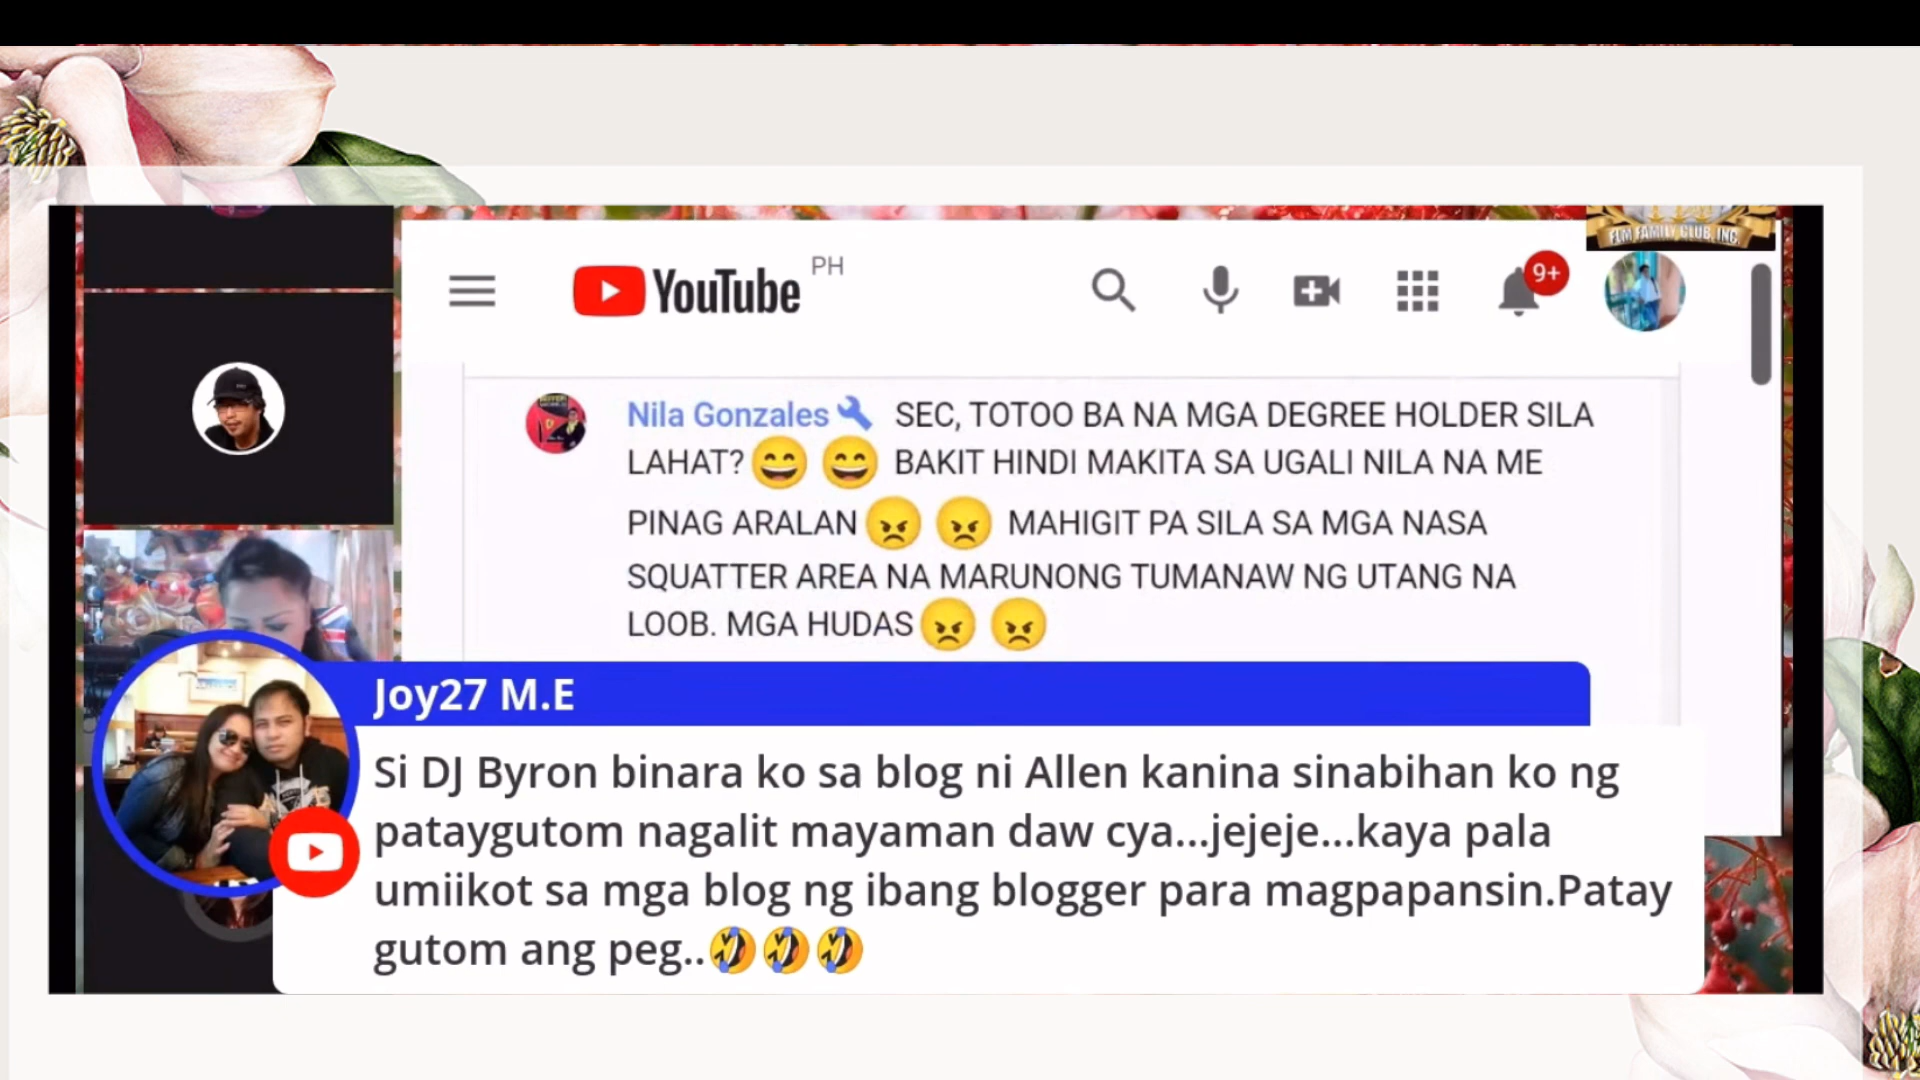 FLM FAMILY CLUB, INC.
YouTube PH
9+
Nila Gonzales SEC, TOTOO BA NA MGA DEGREE HOLDER SILA
LAHAT?😄😄 BAKIT HINDI MAKITA SA UGALI NILA NA ME
PINAG ARALAN😠😠 MAHIGIT PA SILA SA MGA NASA
SQUATTER AREA NA MARUNONG TUMANAW NG UTANG NA
LOOB. MGA HUDAS😠😠
Joy27 M.E
Si DJ Byron binara ko sa blog ni Allen kanina sinabihan ko ng
pataygutom nagalit mayaman daw cya...jejeje...kaya pala
umiikot sa mga blog ng ibang blogger para magpapansin.Patay
gutom ang peg..🤣🤣🤣